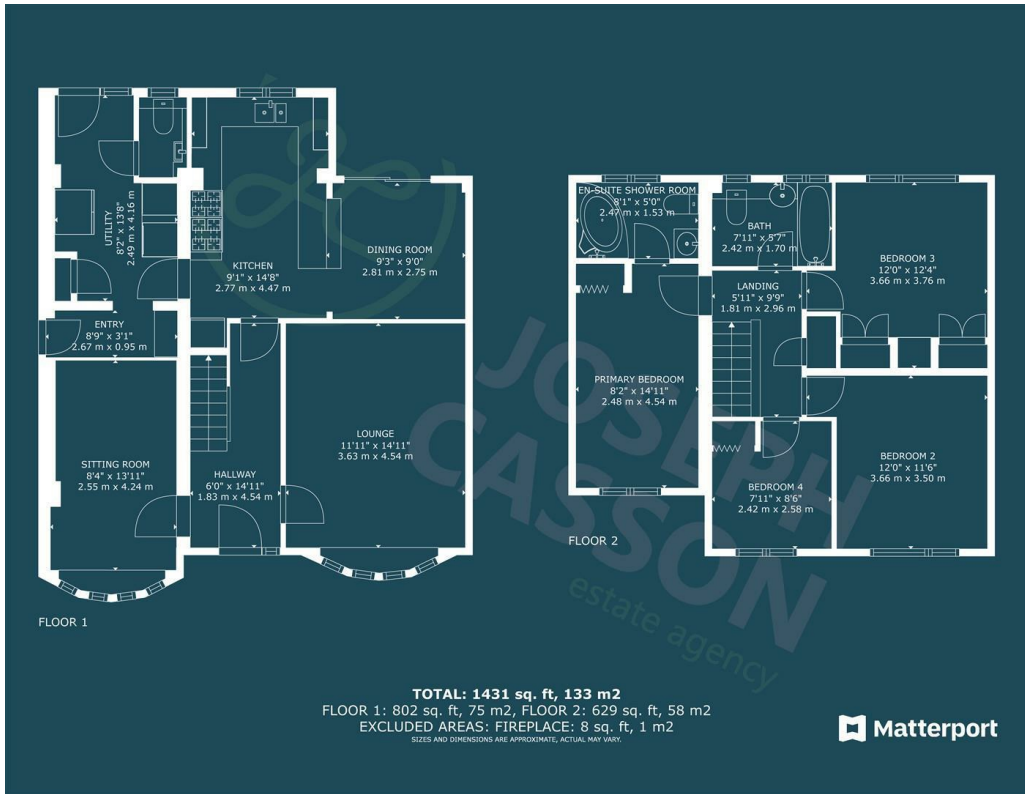 UTILITY
8'2" x 13'8"
2.49 m x 4.16 m
KITCHEN
9'1" x 14'8"
2.77 m x 4.47 m
DINING ROOM
9'3" x 9'0"
2.81 m x 2.75 m
ENTRY
8'9" x 3'1"
2.67 m x 0.95 m
SITTING ROOM
8'4" x 13'11"
2.55 m x 4.24 m
HALLWAY
6'0" x 14'11"
1.83 m x 4.54 m
LOUNGE
11'11" x 14'11"
3.63 m x 4.54 m
FLOOR 1
EN-SUITE SHOWER ROOM
8'1" x 5'0"
2.47 m x 1.53 m
BATH
7'11" x 5'7"
2.42 m x 1.70 m
BEDROOM 3
12'0" x 12'4"
3.66 m x 3.76 m
LANDING
5'11" x 9'9"
1.81 m x 2.96 m
PRIMARY BEDROOM
8'2" x 14'11"
2.48 m x 4.54 m
BEDROOM 2
12'0" x 11'6"
3.66 m x 3.50 m
BEDROOM 4
7'11" x 8'6"
2.42 m x 2.58 m
FLOOR 2
JOSEPH
CASSON
estate agency
TOTAL: 1431 sq. ft, 133 m2
FLOOR 1: 802 sq. ft, 75 m2, FLOOR 2: 629 sq. ft, 58 m2
EXCLUDED AREAS: FIREPLACE: 8 sq. ft, 1 m2
SIZES AND DIMENSIONS ARE APPROXIMATE, ACTUAL MAY VARY.
Matterport